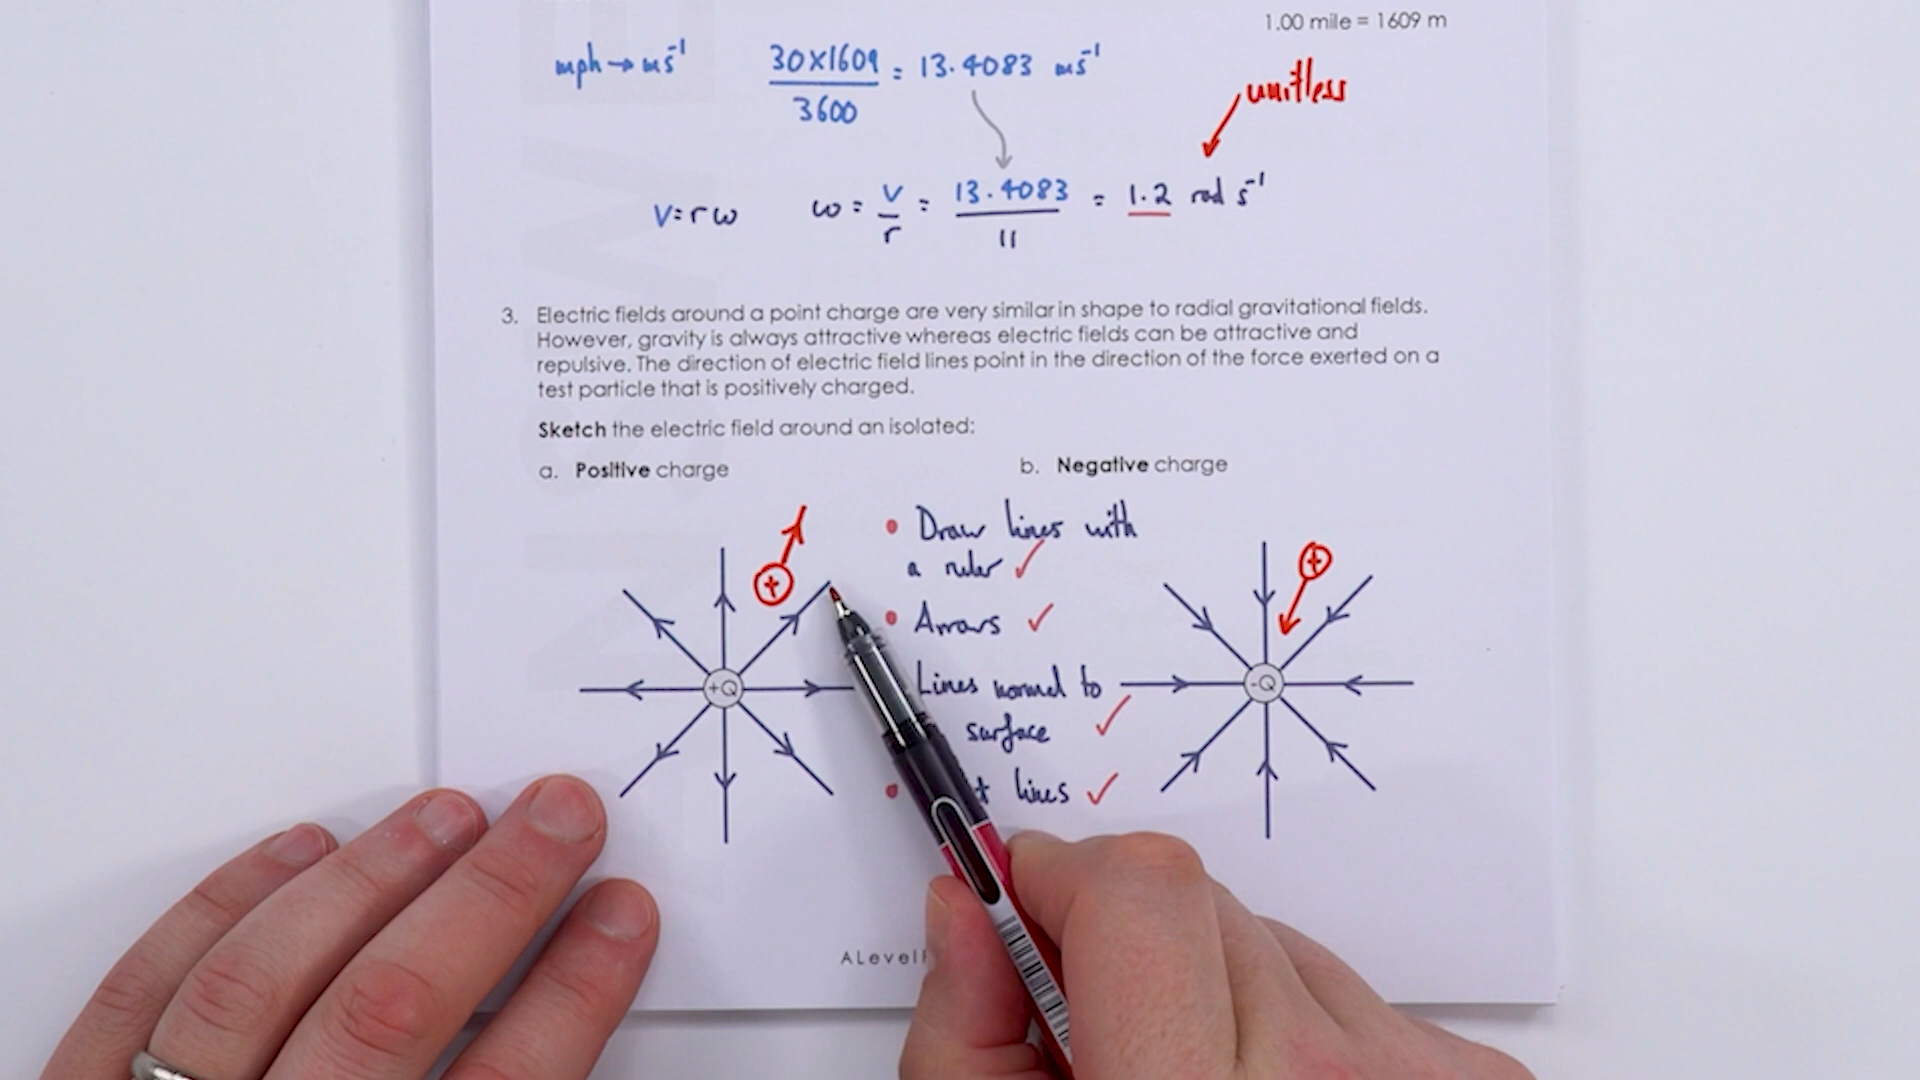 1.00 mile = 1609 m
mph → ms⁻¹ 30×1609 / 3600 = 13.4083 ms⁻¹
unitless
v = rω ω = v / r = 13.4083 / 11 = 1.2 rad s⁻¹
3. Electric fields around a point charge are very similar in shape to radial gravitational fields.
However, gravity is always attractive whereas electric fields can be attractive and
repulsive. The direction of electric field lines point in the direction of the force exerted on a
test particle that is positively charged.
Sketch the electric field around an isolated:
a. Positive charge
b. Negative charge
• Draw lines with
a ruler ✓
• Arrows ✓
Lines normal to
surface ✓
• lines ✓
+
+Q
+
-Q
ALevel